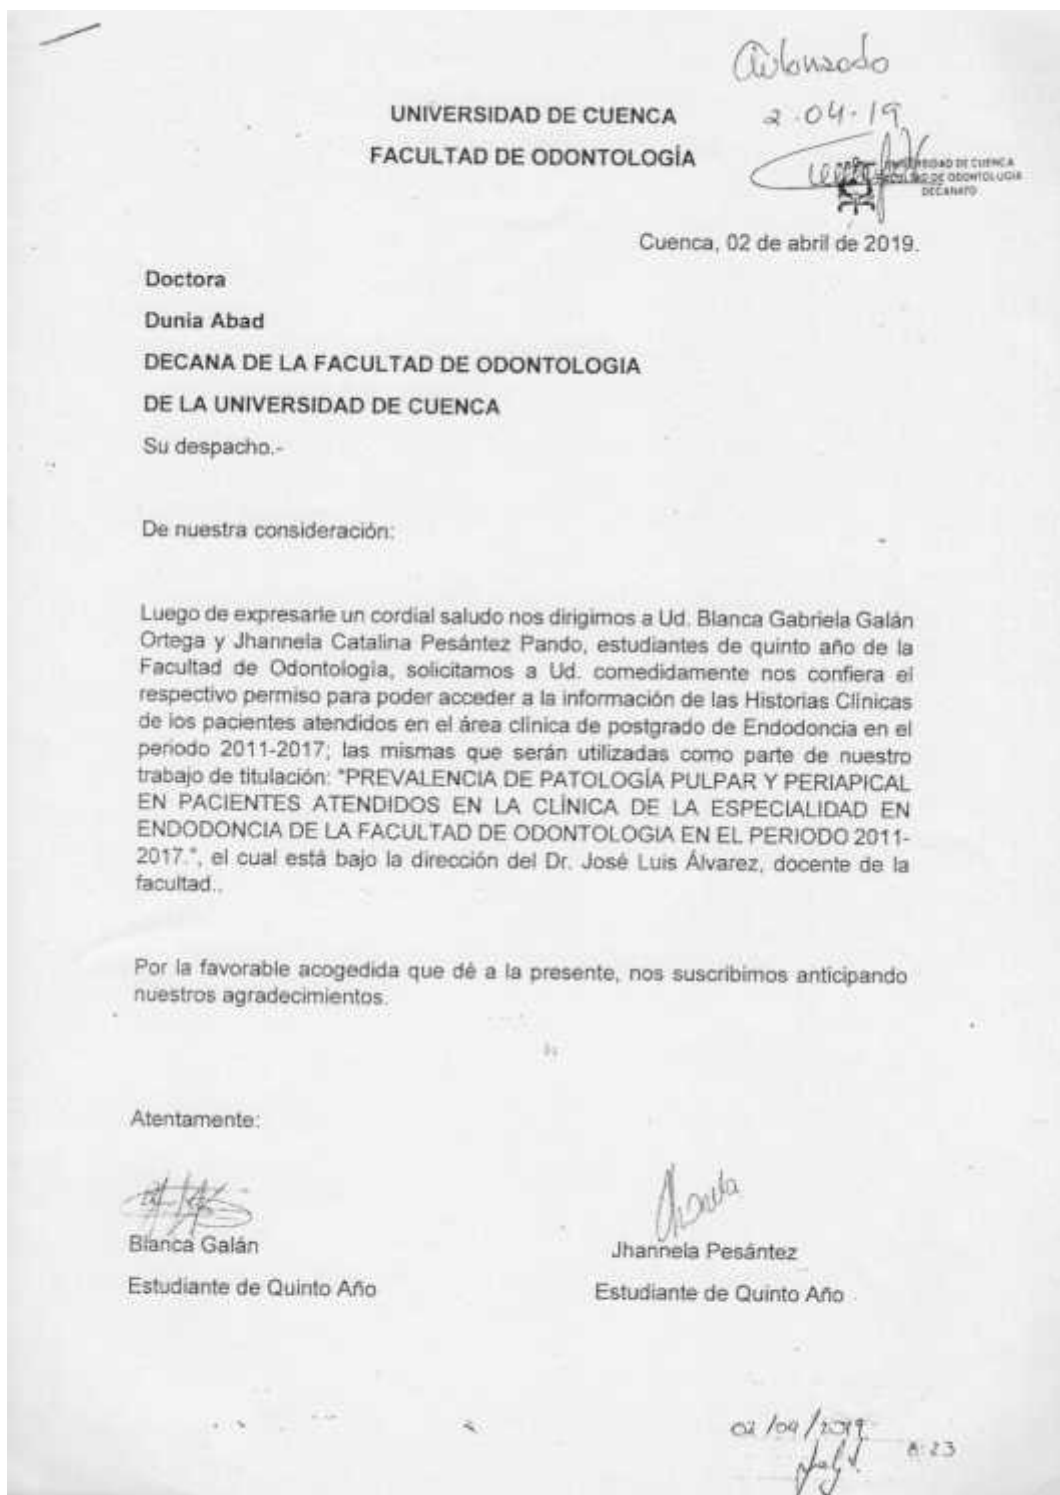 Autorizado
UNIVERSIDAD DE CUENCA
2.04.19
FACULTAD DE ODONTOLOGÍA
UNIVERSIDAD DE CUENCA
FACULTAD DE ODONTOLOGIA
DECANATO
Cuenca, 02 de abril de 2019.
Doctora
Dunia Abad
DECANA DE LA FACULTAD DE ODONTOLOGIA
DE LA UNIVERSIDAD DE CUENCA
Su despacho.-
De nuestra consideración:
Luego de expresarle un cordial saludo nos dirigimos a Ud. Blanca Gabriela Galán
Ortega y Jhannela Catalina Pesántez Pando, estudiantes de quinto año de la
Facultad de Odontología, solicitamos a Ud. comedidamente nos confiera el
respectivo permiso para poder acceder a la información de las Historias Clínicas
de los pacientes atendidos en el área clínica de postgrado de Endodoncia en el
periodo 2011-2017; las mismas que serán utilizadas como parte de nuestro
trabajo de titulación: "PREVALENCIA DE PATOLOGÍA PULPAR Y PERIAPICAL
EN PACIENTES ATENDIDOS EN LA CLÍNICA DE LA ESPECIALIDAD EN
ENDODONCIA DE LA FACULTAD DE ODONTOLOGIA EN EL PERIODO 2011-
2017.", el cual está bajo la dirección del Dr. José Luis Álvarez, docente de la
facultad..
Por la favorable acogedida que dé a la presente, nos suscribimos anticipando
nuestros agradecimientos.
Atentamente:
Blanca Galán
Jhannela Pesántez
Estudiante de Quinto Año
Estudiante de Quinto Año
02/04/2019
8:23